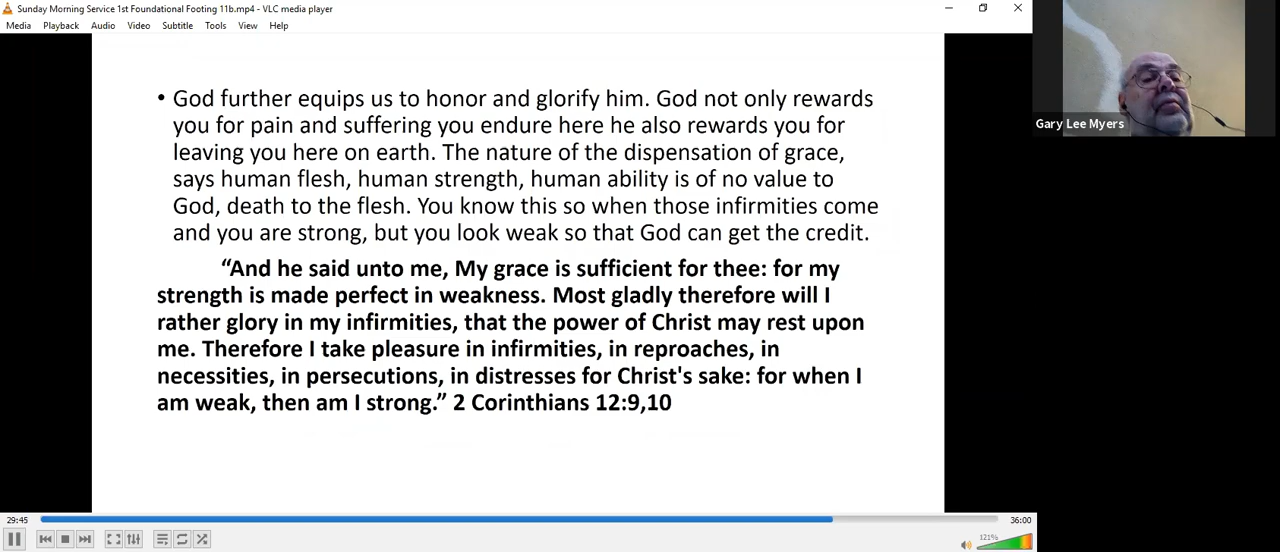 Sunday Morning Service 1st Foundational Footing 11b.mp4 - VLC media player
Media Playback Audio Video Subtitle Tools View Help
• God further equips us to honor and glorify him. God not only rewards
you for pain and suffering you endure here he also rewards you for
leaving you here on earth. The nature of the dispensation of grace,
says human flesh, human strength, human ability is of no value to
God, death to the flesh. You know this so when those infirmities come
and you are strong, but you look weak so that God can get the credit.
“And he said unto me, My grace is sufficient for thee: for my
strength is made perfect in weakness. Most gladly therefore will I
rather glory in my infirmities, that the power of Christ may rest upon
me. Therefore I take pleasure in infirmities, in reproaches, in
necessities, in persecutions, in distresses for Christ's sake: for when I
am weak, then am I strong.” 2 Corinthians 12:9,10
Gary Lee Myers
29:45
36:00
121%